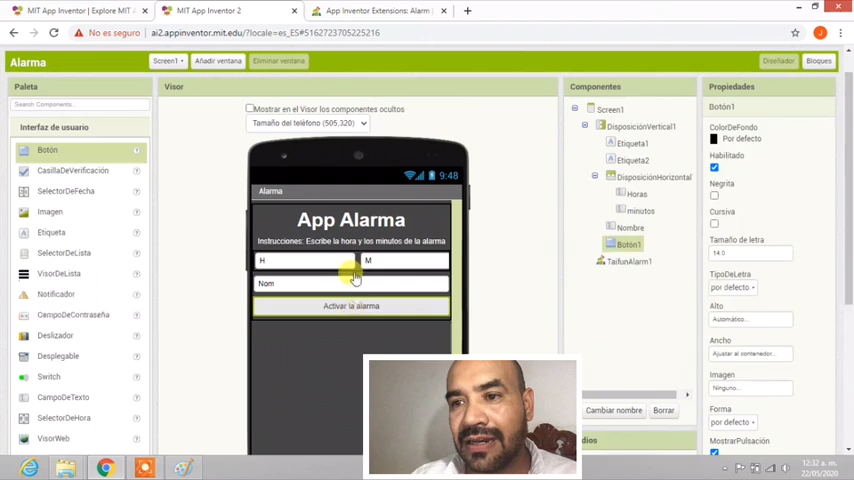 MIT App Inventor | Explore MIT A
MIT App Inventor 2
App Inventor Extensions: Alarm |
No es seguro | ai2.appinventor.mit.edu/?locale=es_ES#5162723705225216
J
Alarma
Screen1
Añadir ventana
Eliminar ventana
Diseñador
Bloques
Paleta
Search Components...
Interfaz de usuario
Botón
CasillaDeVerificación
SelectorDeFecha
Imagen
Etiqueta
SelectorDeLista
VisorDeLista
Notificador
CampoDeContraseña
Deslizador
Desplegable
Switch
CampoDeTexto
SelectorDeHora
VisorWeb
Visor
Mostrar en el Visor los componentes ocultos
Tamaño del teléfono (505,320)
9:48
Alarma
App Alarma
Instrucciones: Escribe la hora y los minutos de la alarma
H
M
Nom
Activar la alarma
Componentes
Screen1
DisposiciónVertical1
Etiqueta1
Etiqueta2
DisposiciónHorizontal
Horas
minutos
Nombre
Botón1
TaifunAlarm1
Cambiar nombre
Borrar
dios
Propiedades
Botón1
ColorDeFondo
Por defecto
Habilitado
Negrita
Cursiva
Tamaño de letra
14.0
TipoDeLetra
por defecto
Alto
Automático...
Ancho
Ajustar al contenedor...
Imagen
Ninguno...
Forma
por defecto
MostrarPulsación
12:32 a.m.
22/05/2020